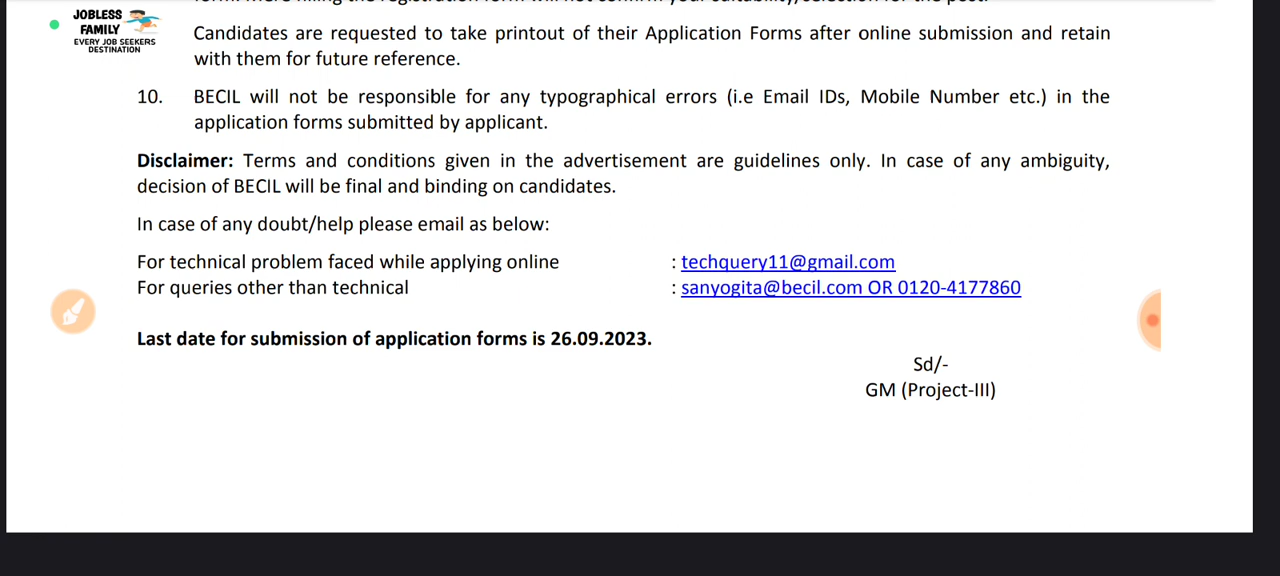 JOBLESS
FAMILY
EVERY JOB SEEKERS
DESTINATION
Candidates are requested to take printout of their Application Forms after online submission and retain
with them for future reference.
10. BECIL will not be responsible for any typographical errors (i.e Email IDs, Mobile Number etc.) in the
application forms submitted by applicant.
Disclaimer: Terms and conditions given in the advertisement are guidelines only. In case of any ambiguity,
decision of BECIL will be final and binding on candidates.
In case of any doubt/help please email as below:
For technical problem faced while applying online : techquery11@gmail.com
For queries other than technical : sanyogita@becil.com OR 0120-4177860
Last date for submission of application forms is 26.09.2023.
Sd/-
GM (Project-III)